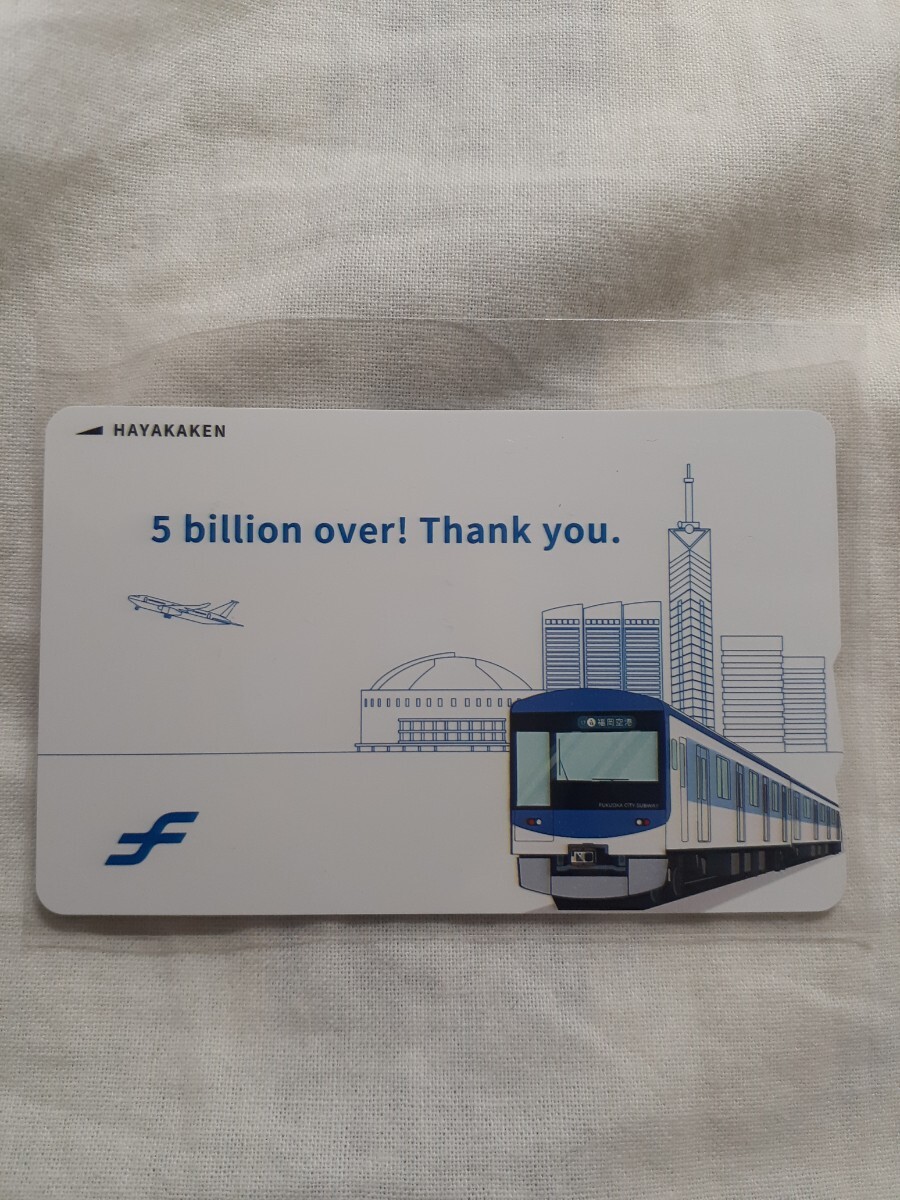 HAYAKAKEN
5 billion over! Thank you.
A 福岡空港
FUKUOKA CITY SUBWAY